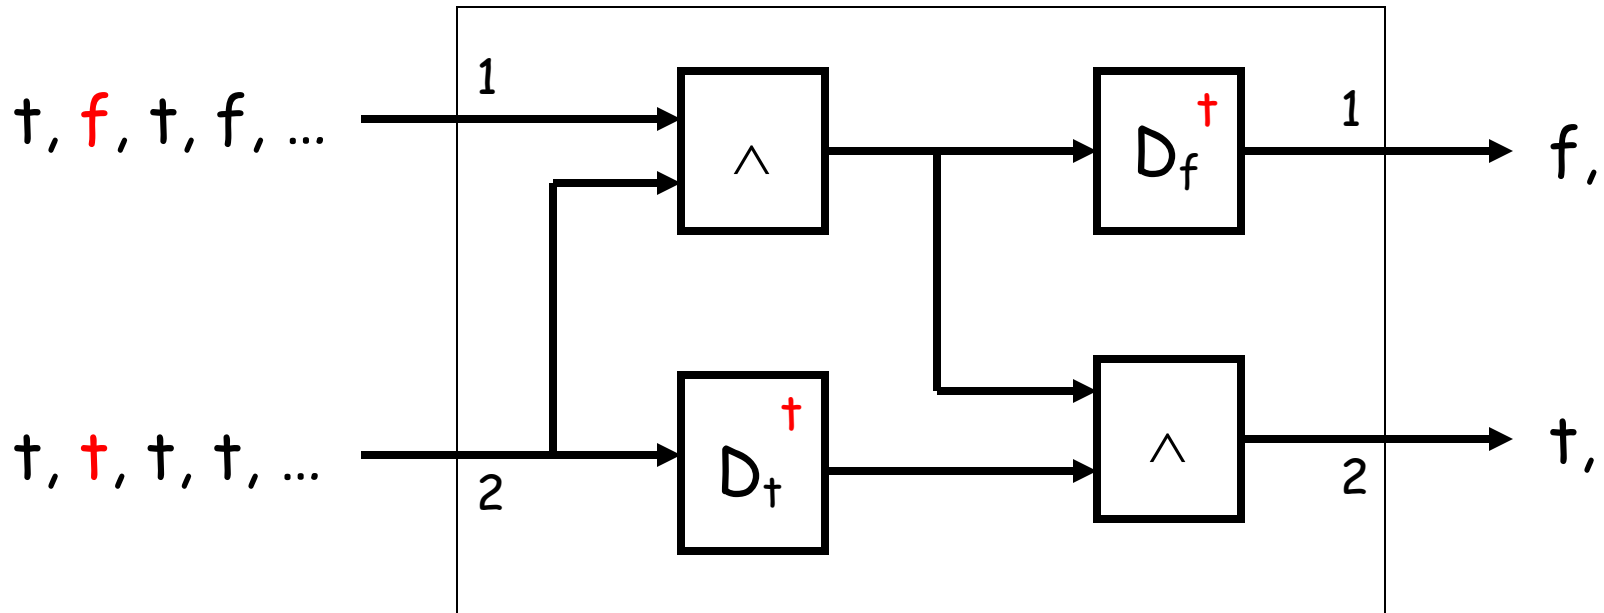 1
t, f, t, f, ...
^
t
D f
1
f,
t, t, t, t, ...
2
t
D t
^
2
t,